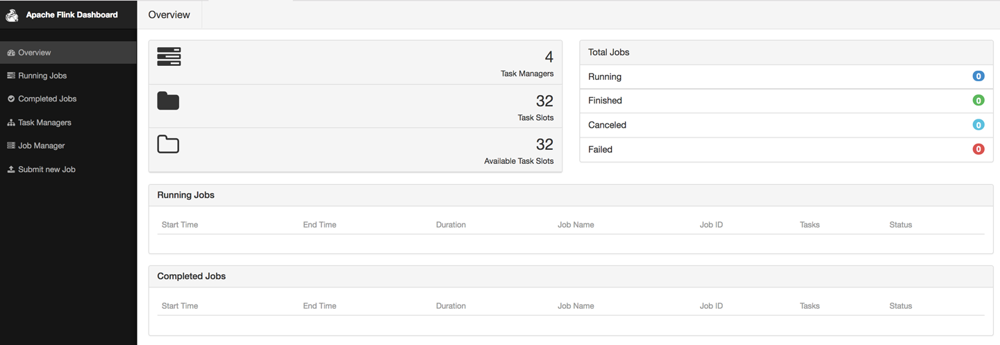 Apache Flink Dashboard
Overview
Overview
Running Jobs
Completed Jobs
Task Managers
Job Manager
Submit new Job
4
Task Managers
32
Task Slots
32
Available Task Slots
Total Jobs
Running 0
Finished 0
Canceled 0
Failed 0
Running Jobs
Start Time End Time Duration Job Name Job ID Tasks Status
Completed Jobs
Start Time End Time Duration Job Name Job ID Tasks Status